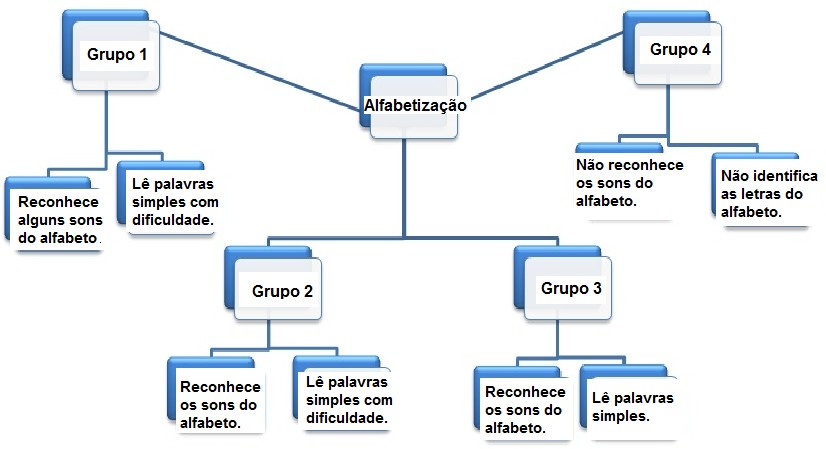 Grupo 1
Grupo 4
Alfabetização
Reconhece
alguns sons
do alfabeto.
Lê palavras
simples com
dificuldade.
Não reconhece
os sons do
alfabeto.
Não identifica
as letras do
alfabeto.
Grupo 2
Grupo 3
Reconhece
os sons do
alfabeto.
Lê palavras
simples com
dificuldade.
Reconhece
os sons do
alfabeto.
Lê palavras
simples.